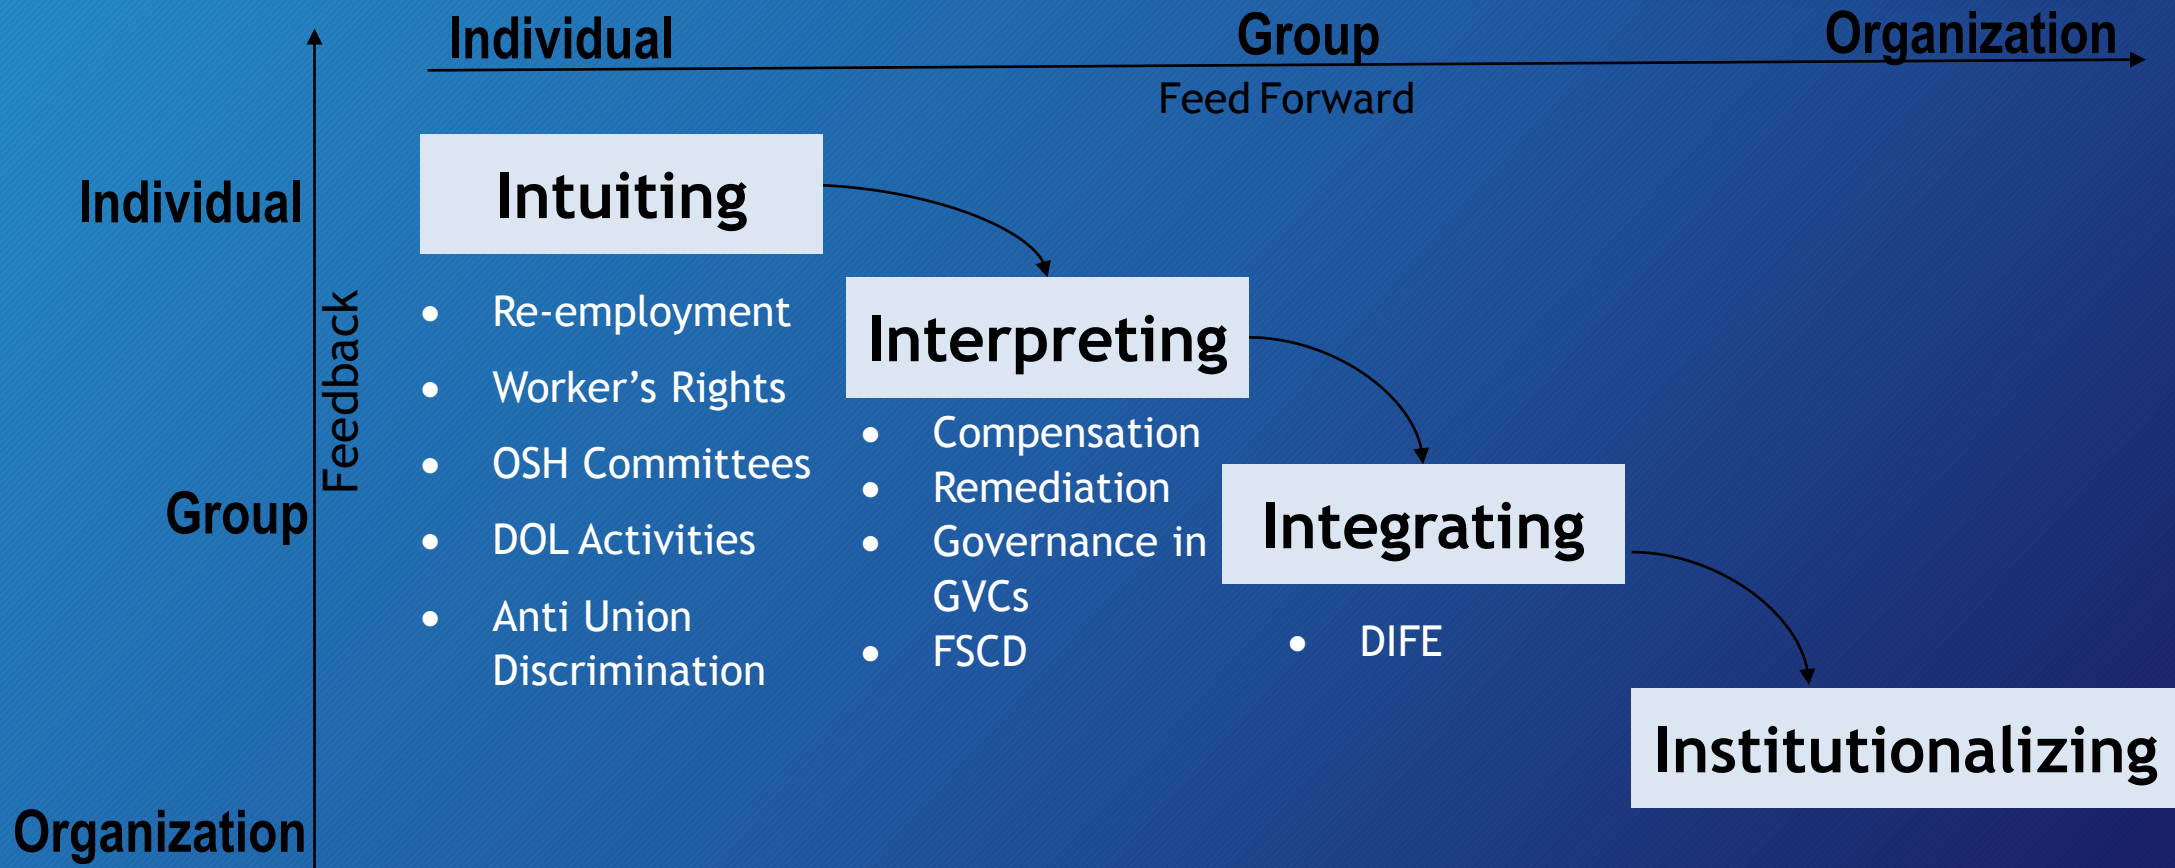 Individual
Group
Organization
Feed Forward
Individual
Group
Organization
Feedback
Intuiting
● Re-employment
● Worker’s Rights
● OSH Committees
● DOL Activities
● Anti Union
Discrimination
Interpreting
● Compensation
● Remediation
● Governance in
GVCs
● FSCD
Integrating
● DIFE
Institutionalizing